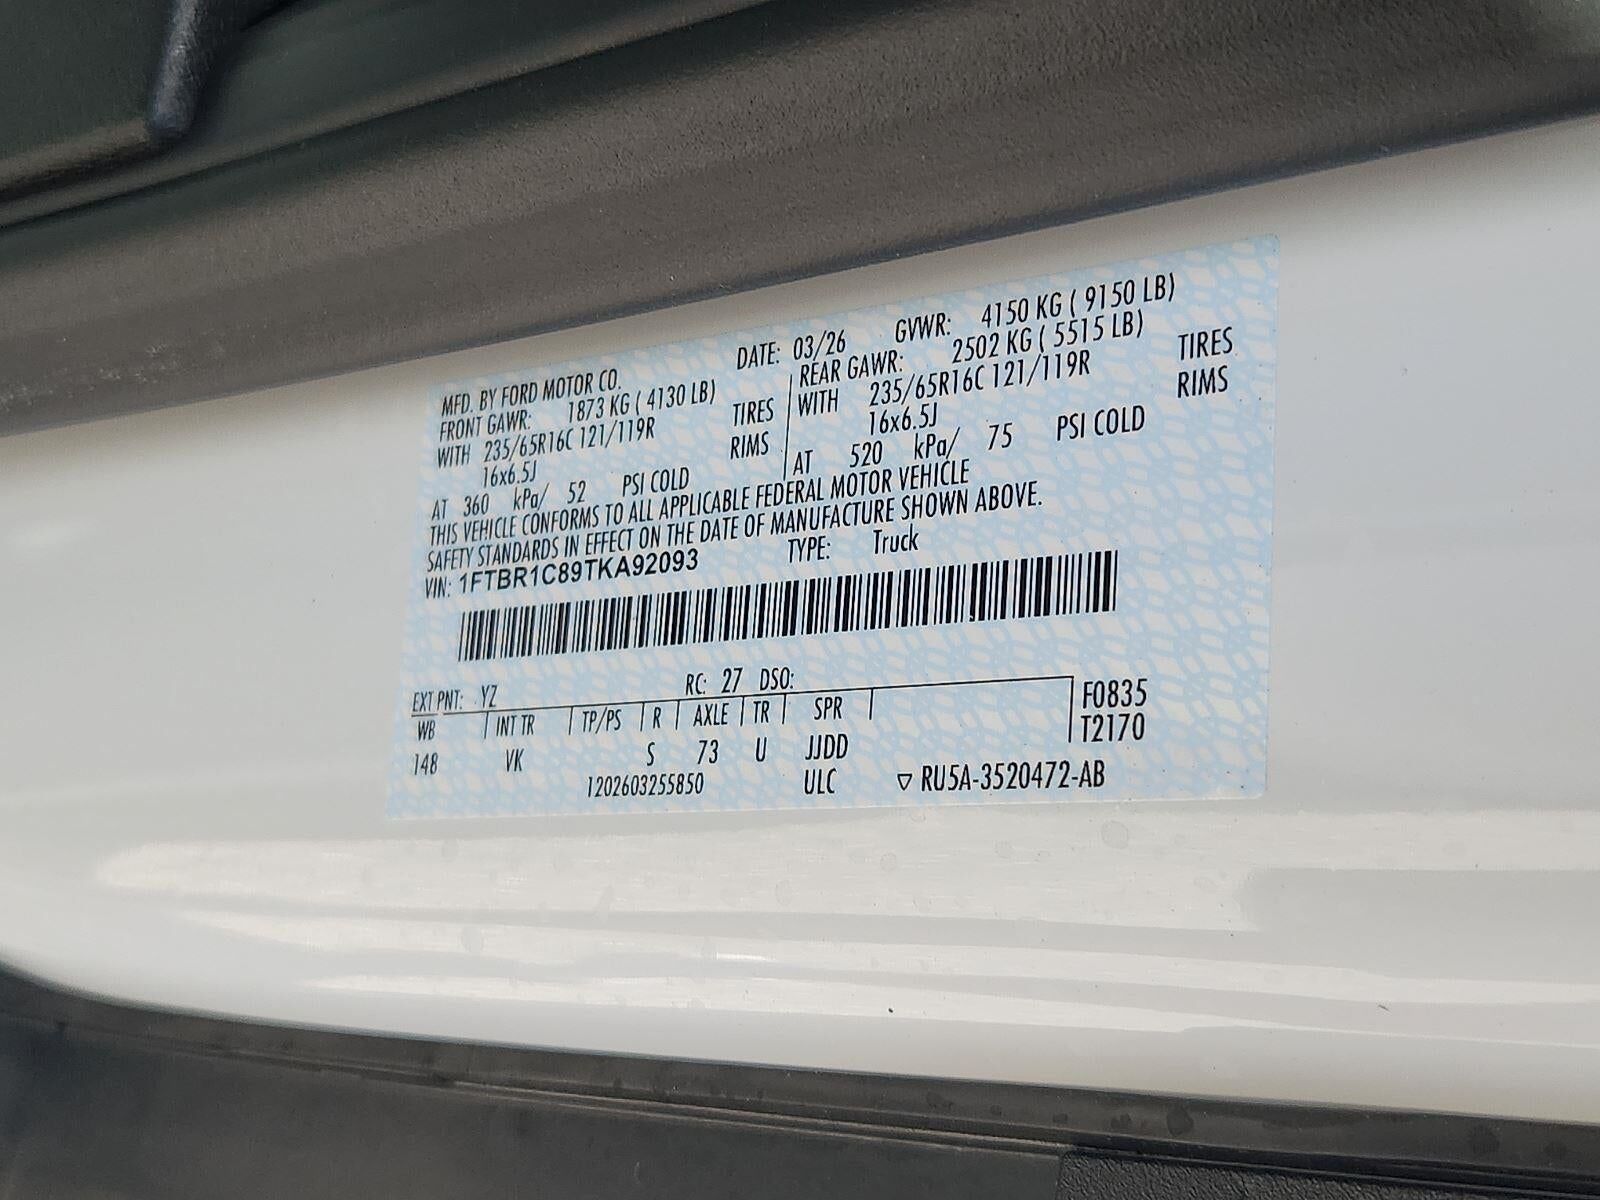 MFD. BY FORD MOTOR CO. DATE: 03/26 GVWR: 4150 KG ( 9150 LB)
FRONT GAWR: 1873 KG ( 4130 LB) REAR GAWR: 2502 KG ( 5515 LB)
WITH 235/65R16C 121/119R TIRES WITH 235/65R16C 121/119R TIRES
16x6.5J RIMS 16x6.5J RIMS
AT 360 kPa/ 52 PSI COLD AT 520 kPa/ 75 PSI COLD
THIS VEHICLE CONFORMS TO ALL APPLICABLE FEDERAL MOTOR VEHICLE
SAFETY STANDARDS IN EFFECT ON THE DATE OF MANUFACTURE SHOWN ABOVE.
VIN: 1FTBR1C89TKA92093 TYPE: Truck
EXT PNT: YZ RC: 27 DSO:
WB INT TR TP/PS R AXLE TR SPR F0835
T2170
148 VK S 73 U JJDD
1202603255850 ULC ▽ RU5A-3520472-AB